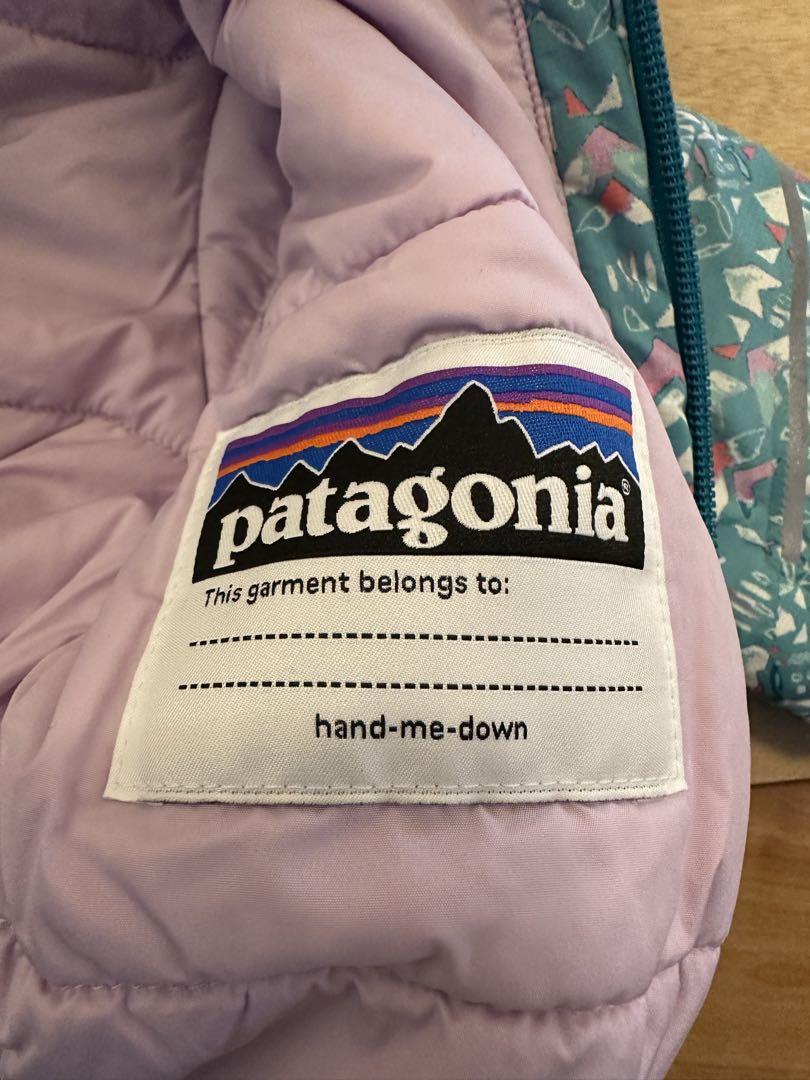 patagonia®
This garment belongs to:
hand-me-down